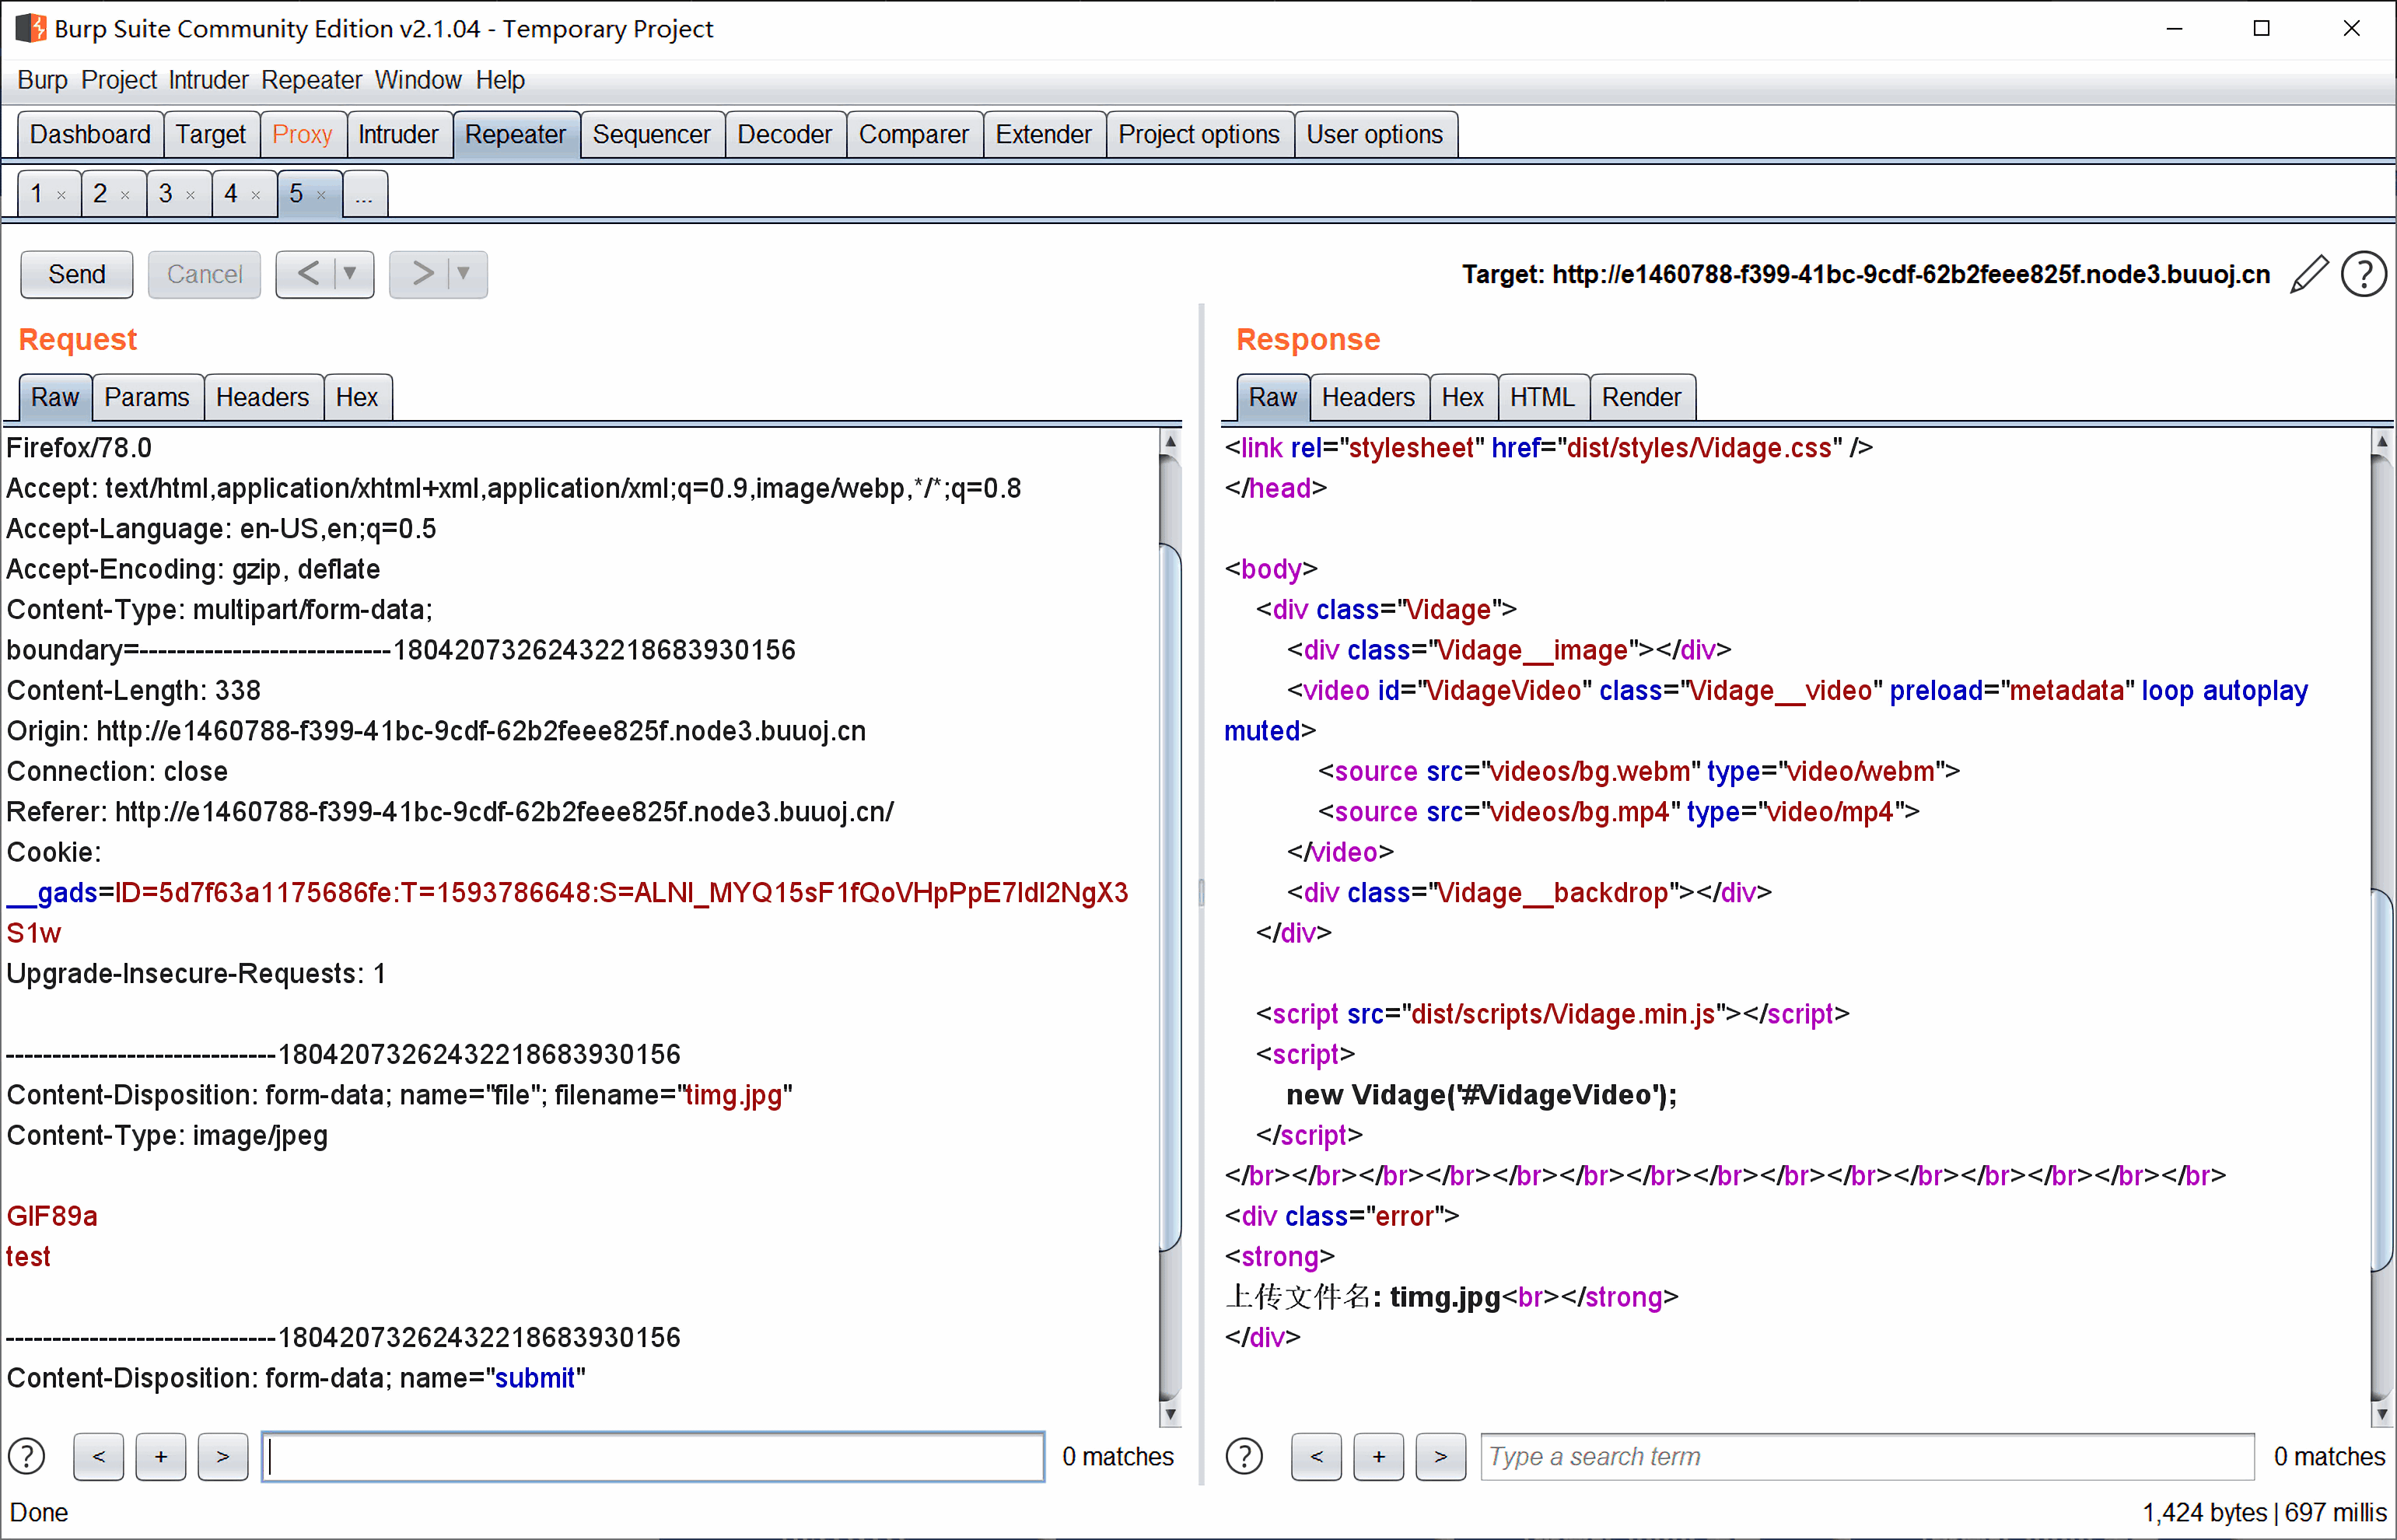 Burp Suite Community Edition v2.1.04 - Temporary Project
Burp Project Intruder Repeater Window Help
Dashboard Target Proxy Intruder Repeater Sequencer Decoder Comparer Extender Project options User options
1 × 2 × 3 × 4 × 5 × ...
Send Cancel < > Target: http://e1460788-f399-41bc-9cdf-62b2feee825f.node3.buuoj.cn ?
Request
Raw Params Headers Hex
Firefox/78.0
Accept: text/html,application/xhtml+xml,application/xml;q=0.9,image/webp,*/*;q=0.8
Accept-Language: en-US,en;q=0.5
Accept-Encoding: gzip, deflate
Content-Type: multipart/form-data;
boundary=---------------------------18042073262432218683930156
Content-Length: 338
Origin: http://e1460788-f399-41bc-9cdf-62b2feee825f.node3.buuoj.cn
Connection: close
Referer: http://e1460788-f399-41bc-9cdf-62b2feee825f.node3.buuoj.cn/
Cookie:
__gads=ID=5d7f63a1175686fe:T=1593786648:S=ALNI_MYQ15sF1fQoVHpPpE7ldI2NgX3
S1w
Upgrade-Insecure-Requests: 1
-----------------------------18042073262432218683930156
Content-Disposition: form-data; name="file"; filename="timg.jpg"
Content-Type: image/jpeg
GIF89a
test
-----------------------------18042073262432218683930156
Content-Disposition: form-data; name="submit"
? < + > 0 matches
Response
Raw Headers Hex HTML Render
<link rel="stylesheet" href="dist/styles/Vidage.css" />
</head>
<body>
<div class="Vidage">
<div class="Vidage__image"></div>
<video id="VidageVideo" class="Vidage__video" preload="metadata" loop autoplay
muted>
<source src="videos/bg.webm" type="video/webm">
<source src="videos/bg.mp4" type="video/mp4">
</video>
<div class="Vidage__backdrop"></div>
</div>
<script src="dist/scripts/Vidage.min.js"></script>
<script>
new Vidage('#VidageVideo');
</script>
</br></br></br></br></br></br></br></br></br></br></br></br></br></br></br>
<div class="error">
<strong>
上传文件名: timg.jpg<br></strong>
</div>
? < + > Type a search term 0 matches
Done 1,424 bytes | 697 millis